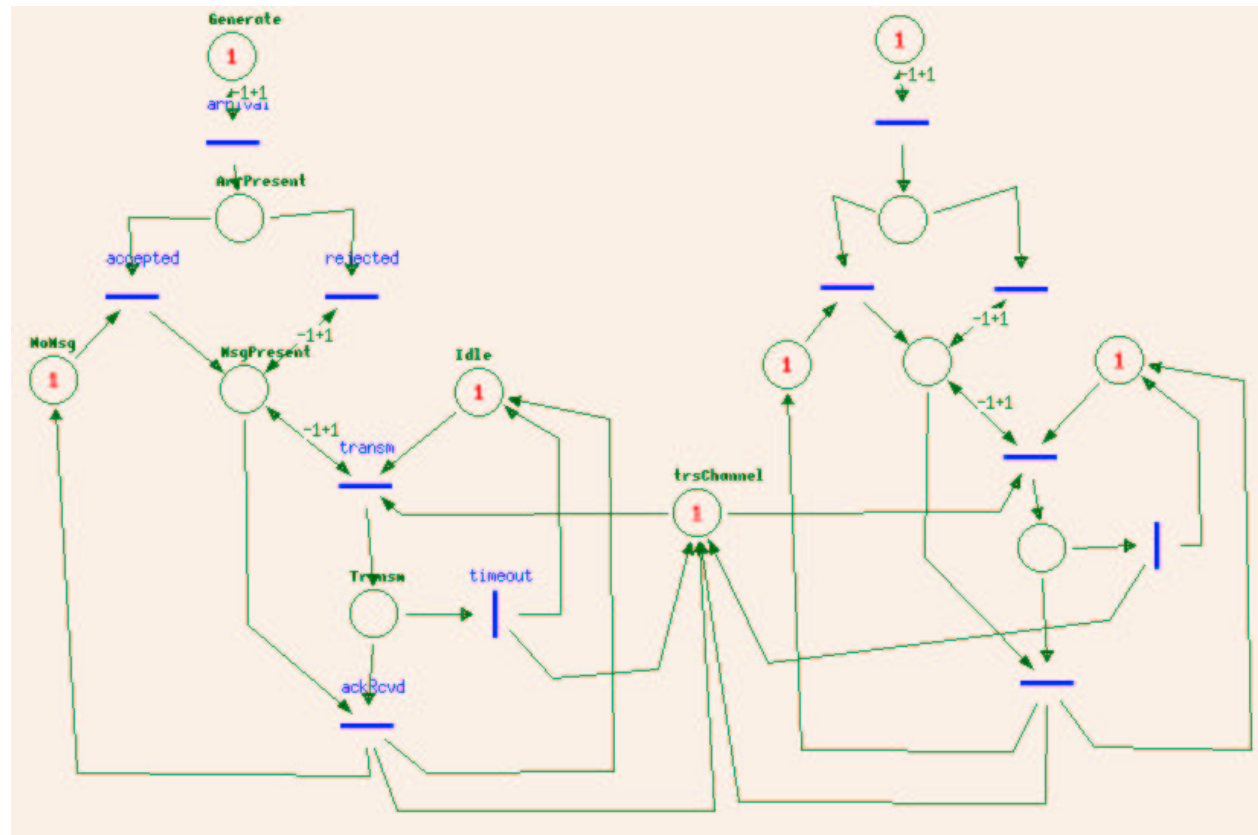 Generate
1
1
-1+1
-1+1
arrival
ArrPresent
accepted
rejected
-1+1
-1+1
NoMsg
MsgPresent
Idle
1
1
1
1
-1+1
-1+1
transm
trsChannel
1
Transm
timeout
ackRcvd